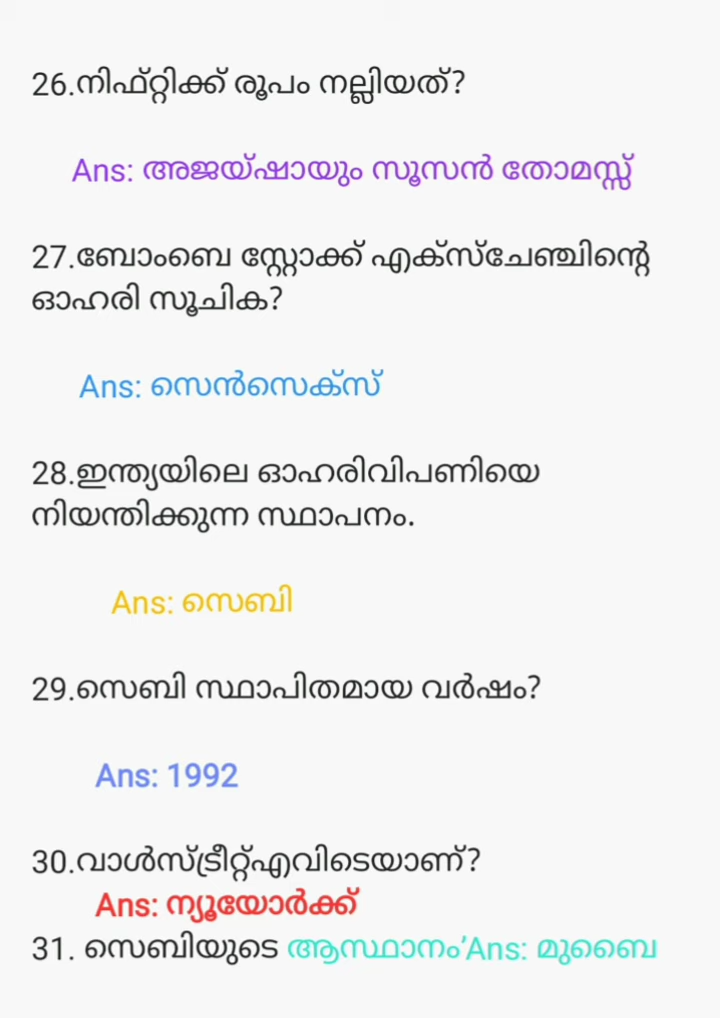 26.നിഫ്റ്റിക്ക് രൂപം നല്ലിയത്?
Ans: അജയ്ഷായും സൂസൻ തോമസ്സ്
27.ബോംബെ സ്റ്റോക്ക് എക്സ്ചേഞ്ചിന്റെ
ഓഹരി സൂചിക?
Ans: സെൻസെക്സ്
28.ഇന്ത്യയിലെ ഓഹരിവിപണിയെ
നിയന്തിക്കുന്ന സ്ഥാപനം.
Ans: സെബി
29.സെബി സ്ഥാപിതമായ വർഷം?
Ans: 1992
30.വാൾസ്ട്രീറ്റ്എവിടെയാണ്?
Ans: ന്യൂയോർക്ക്
31. സെബിയുടെ ആസ്ഥാനം’Ans: മുബൈ